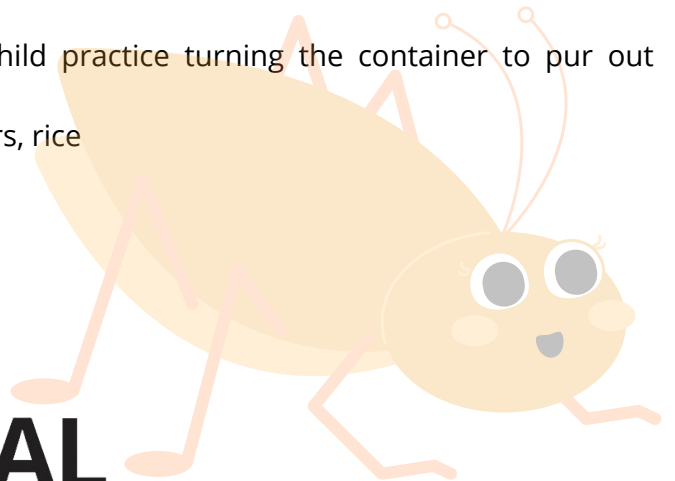 hild practice turning the container to pur out
rs, rice
AL